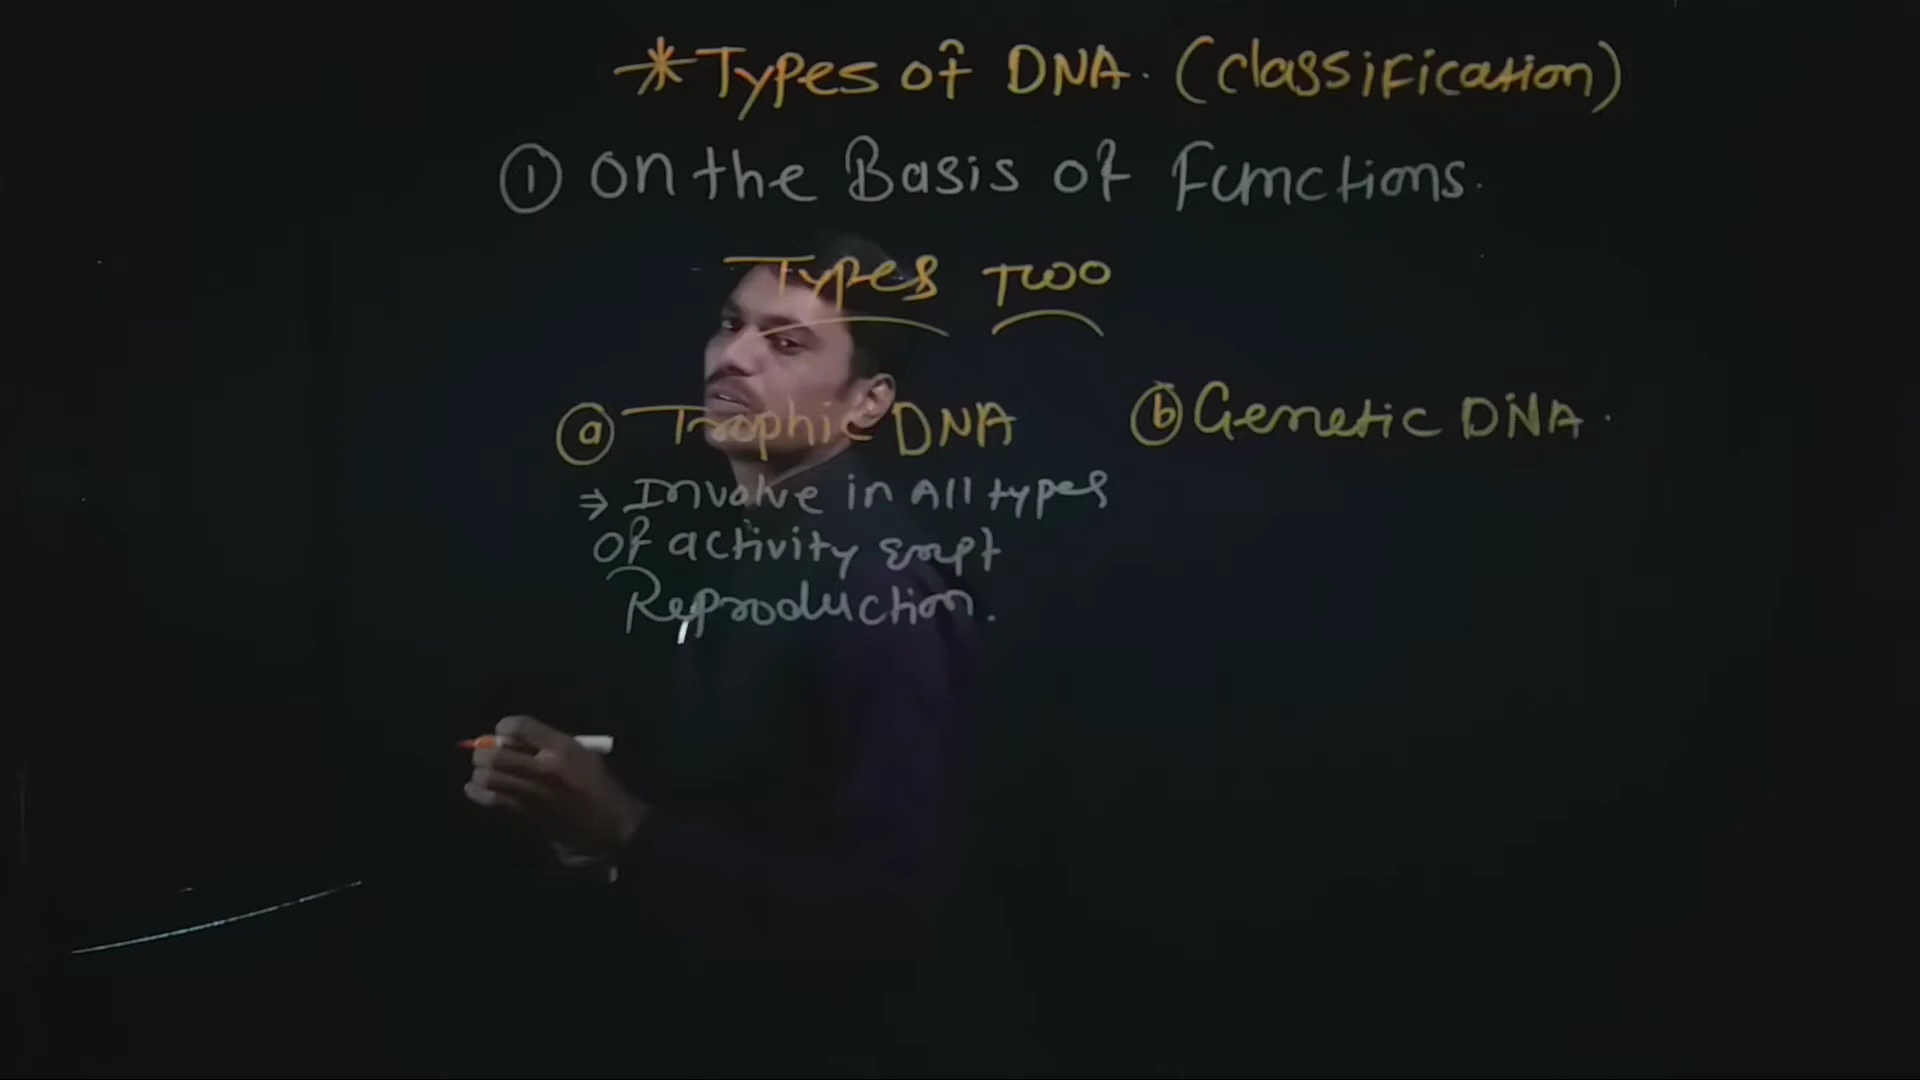 *Types of DNA. (Classification)
① On the Basis of Functions.
Types Two
ⓐ Trophic DNA
ⓑ Genetic DNA.
⇒ Involve in All types
of activity
Reproduction.